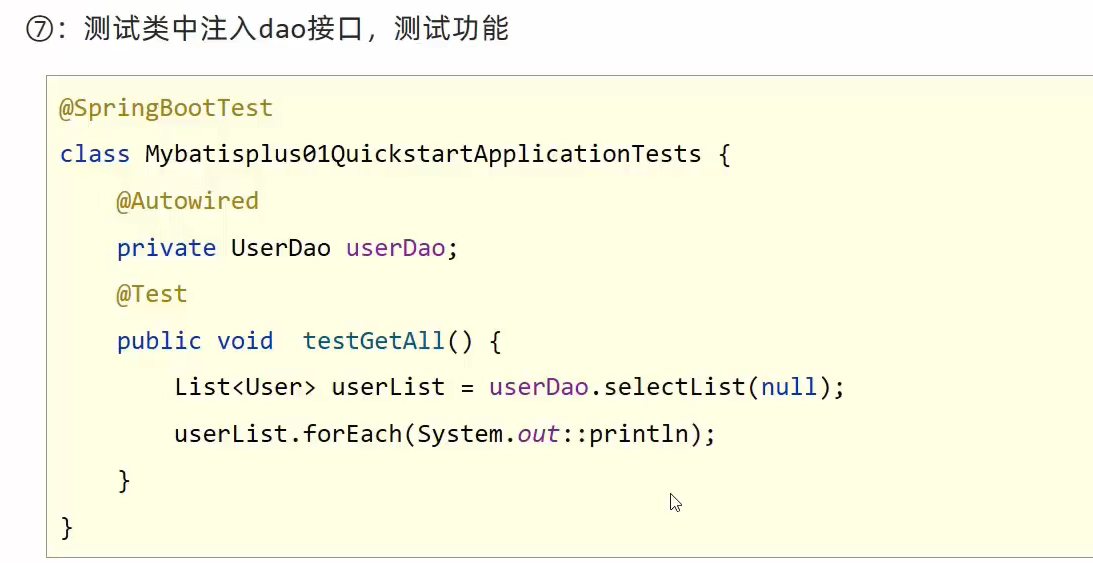 ⑦：测试类中注入dao接口，测试功能
@SpringBootTest
class Mybatisplus01QuickstartApplicationTests {
    @Autowired
    private UserDao userDao;
    @Test
    public void  testGetAll() {
        List<User> userList = userDao.selectList(null);
        userList.forEach(System.out::println);
    }
}